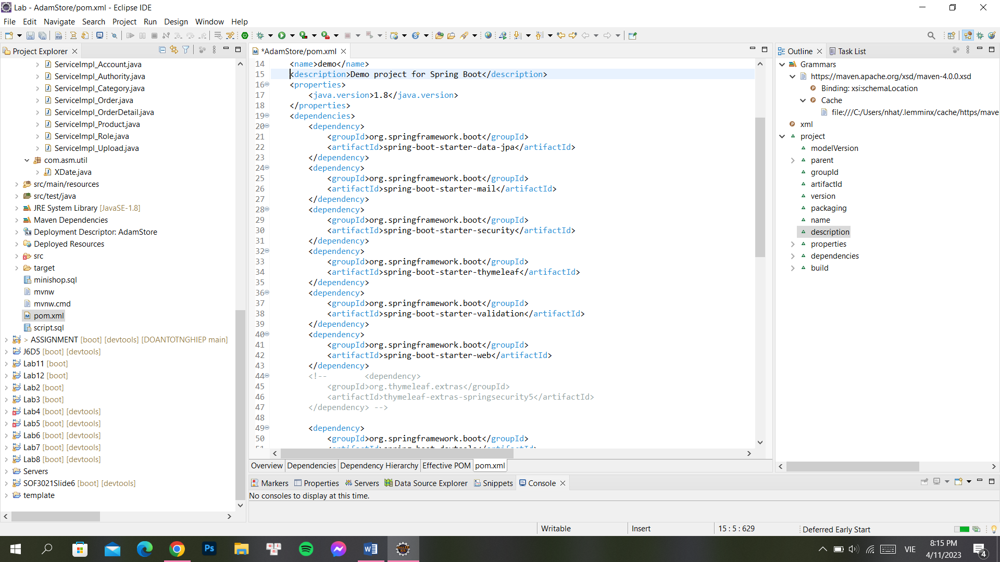 Lab - AdamStore/pom.xml - Eclipse IDE
File Edit Navigate Search Project Run Design Window Help
Project Explorer
ServiceImpl_Account.java
ServiceImpl_Authority.java
ServiceImpl_Category.java
ServiceImpl_Order.java
ServiceImpl_OrderDetail.java
ServiceImpl_Product.java
ServiceImpl_Role.java
ServiceImpl_Upload.java
com.asm.util
XDate.java
src/main/resources
src/test/java
JRE System Library [JavaSE-1.8]
Maven Dependencies
Deployment Descriptor: AdamStore
Deployed Resources
src
target
minishop.sql
mvnw
mvnw.cmd
pom.xml
script.sql
> ASSIGNMENT [boot] [devtools] [DOANTOTNGHIEP main]
J6D5 [boot] [devtools]
Lab11 [boot]
Lab12 [boot]
Lab2 [boot]
Lab3 [boot]
Lab4 [boot] [devtools]
Lab5 [boot] [devtools]
Lab6 [boot] [devtools]
Lab7 [boot] [devtools]
Lab8 [boot] [devtools]
Servers
SOF3021Slide6 [boot] [devtools]
template
*AdamStore/pom.xml
14 <name>demo</name>
15 <description>Demo project for Spring Boot</description>
16 <properties>
17 <java.version>1.8</java.version>
18 </properties>
19 <dependencies>
20 <dependency>
21 <groupId>org.springframework.boot</groupId>
22 <artifactId>spring-boot-starter-data-jpa</artifactId>
23 </dependency>
24 <dependency>
25 <groupId>org.springframework.boot</groupId>
26 <artifactId>spring-boot-starter-mail</artifactId>
27 </dependency>
28 <dependency>
29 <groupId>org.springframework.boot</groupId>
30 <artifactId>spring-boot-starter-security</artifactId>
31 </dependency>
32 <dependency>
33 <groupId>org.springframework.boot</groupId>
34 <artifactId>spring-boot-starter-thymeleaf</artifactId>
35 </dependency>
36 <dependency>
37 <groupId>org.springframework.boot</groupId>
38 <artifactId>spring-boot-starter-validation</artifactId>
39 </dependency>
40 <dependency>
41 <groupId>org.springframework.boot</groupId>
42 <artifactId>spring-boot-starter-web</artifactId>
43 </dependency>
44 <!-- <dependency>
45 <groupId>org.thymeleaf.extras</groupId>
46 <artifactId>thymeleaf-extras-springsecurity5</artifactId>
47 </dependency> -->
48
49 <dependency>
50 <groupId>org.springframework.boot</groupId>
Overview Dependencies Dependency Hierarchy Effective POM pom.xml
Markers Properties Servers Data Source Explorer Snippets Console
No consoles to display at this time.
Outline Task List
Grammars
https://maven.apache.org/xsd/maven-4.0.0.xsd
Binding: xsi:schemaLocation
Cache
file:///C:/Users/nhat/.lemminx/cache/https/mave
xml
project
modelVersion
parent
groupId
artifactId
version
packaging
name
description
properties
dependencies
build
Writable Insert 15 : 5 : 629 Deferred Early Start
VIE
8:15 PM
4/11/2023
4